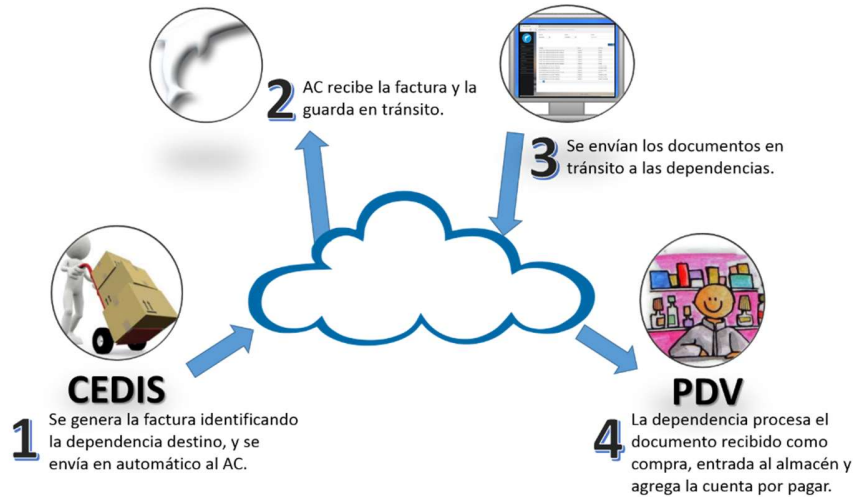 2
AC recibe la factura y la
guarda en tránsito.
3
Se envían los documentos en
tránsito a las dependencias.
CEDIS
1
Se genera la factura identificando
la dependencia destino, y se
envía en automático al AC.
PDV
4
La dependencia procesa el
documento recibido como
compra, entrada al almacén y
agrega la cuenta por pagar.